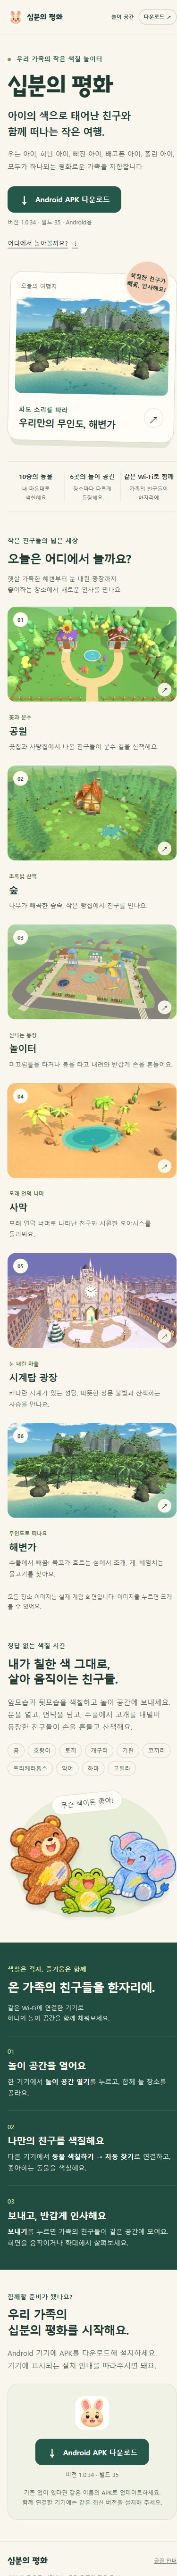 십분의 평화
놀이 공간
다운로드 ↗
우리 가족의 작은 색칠 놀이터
십분의 평화
아이의 색으로 태어난 친구와
함께 떠나는 작은 여행.
우는 아이, 화난 아이, 삐진 아이, 배고픈 아이, 졸린 아이,
모두가 하나되는 평화로운 가족을 지향합니다
↓ Android APK 다운로드
버전 1.0.34 · 빌드 35 · Android용
어디에서 놀아볼까요? ↓
색칠한 친구가
빼꼼, 인사해요!
오늘의 여행지
파도 소리를 따라
우리만의 무인도, 해변가
↗
10종의 동물
내 마음대로
색칠해요
6곳의 놀이 공간
장소마다 다르게
등장해요
같은 Wi-Fi로 함께
가족의 친구들이
한자리에
작은 친구들의 넓은 세상
오늘은 어디에서 놀까요?
햇살 가득한 해변부터 눈 내린 광장까지.
좋아하는 장소에서 새로운 인사를 만나요.
01
↗
꽃과 분수
공원
꽃집과 사탕집에서 나온 친구들이 분수 곁을 산책해요.
02
↗
초록빛 산책
숲
나무가 빼곡한 숲속, 작은 빵집에서 친구를 만나요.
03
↗
신나는 등장
놀이터
미끄럼틀을 타거나 풍을 타고 내려와 반갑게 손을 흔들어요.
04
↗
모래 언덕 너머
사막
모래 언덕 너머로 나타난 친구와 시원한 오아시스를
둘러봐요.
05
↗
눈 내린 마을
시계탑 광장
커다란 시계가 있는 성당, 따뜻한 창문 불빛과 산책하는
사슴을 만나요.
06
↗
무인도로 떠나요
해변가
수풀에서 빼꼼! 폭포가 흐르는 섬에서 조개, 게, 헤엄치는
물고기를 찾아요.
모든 장소 이미지는 실제 게임 화면입니다. 이미지를 누르면 크게
볼 수 있어요.
정답 없는 색칠 시간
내가 칠한 색 그대로,
살아 움직이는 친구들.
앞모습과 뒷모습을 색칠하고 놀이 공간에 보내세요.
문을 열고, 언덕을 넘고, 수풀에서 고개를 내밀며
등장한 친구들이 손을 흔들고 산책해요.
곰
호랑이
토끼
개구리
기린
코끼리
트리케라톱스
악어
하마
고릴라
무슨 색이든 좋아!
색칠은 각자, 즐거움은 함께
온 가족의 친구들을 한자리에.
같은 Wi-Fi에 연결한 기기로
하나의 놀이 공간을 함께 채워보세요.
01
놀이 공간을 열어요
한 기기에서 놀이 공간 열기를 누르고, 함께 놀 장소를
골라요.
02
나만의 친구를 색칠해요
다른 기기에서 동물 색칠하기 → 자동 찾기로 연결하고,
좋아하는 동물을 색칠해요.
03
보내고, 반갑게 인사해요
보내기를 누르면 가족의 친구들이 같은 공간에 모여요.
화면을 움직이거나 확대해서 살펴보세요.
함께할 준비가 됐나요?
우리 가족의
십분의 평화를 시작해요.
Android 기기에 APK를 다운로드해 설치하세요.
기기에 표시되는 설치 안내를 따라주시면 돼요.
↓ Android APK 다운로드
버전 1.0.34 · 빌드 35
기존 앱이 있다면 같은 이름의 APK로 업데이트하세요.
함께 연결할 기기에는 같은 최신 버전을 설치해 주세요.
십분의 평화
글꼴 안내